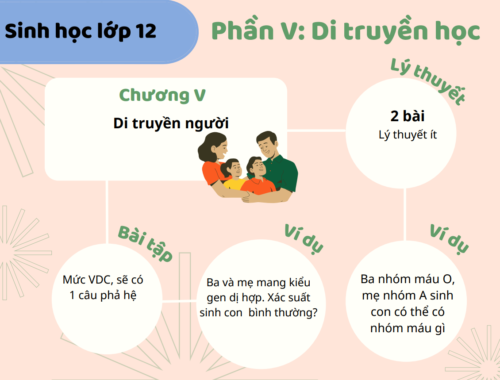 Sinh học lớp 12
Phần V: Di truyền học
Lý thuyết
Chương V
Di truyền người
2 bài
Lý thuyết ít
Bài tập
Mức VDC, sẽ có
1 câu phả hệ
Ví dụ
Ba và mẹ mang kiểu
gen dị hợp. Xác suất
sinh con bình thường?
Ví dụ
Ba nhóm máu O,
mẹ nhóm A sinh
con có thể có
nhóm máu gì